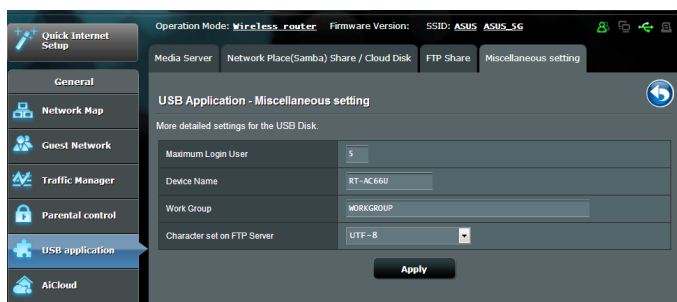 Quick Internet
Setup
Operation Mode: Wireless router Firmware Version: SSID: ASUS ASUS_5G
Media Server Network Place(Samba) Share / Cloud Disk FTP Share Miscellaneous setting
General
Network Map
Guest Network
Traffic Manager
Parental control
USB application
AiCloud
USB Application - Miscellaneous setting
More detailed settings for the USB Disk.
Maximum Login User 5
Device Name RT-AC66U
Work Group WORKGROUP
Character set on FTP Server UTF-8
Apply